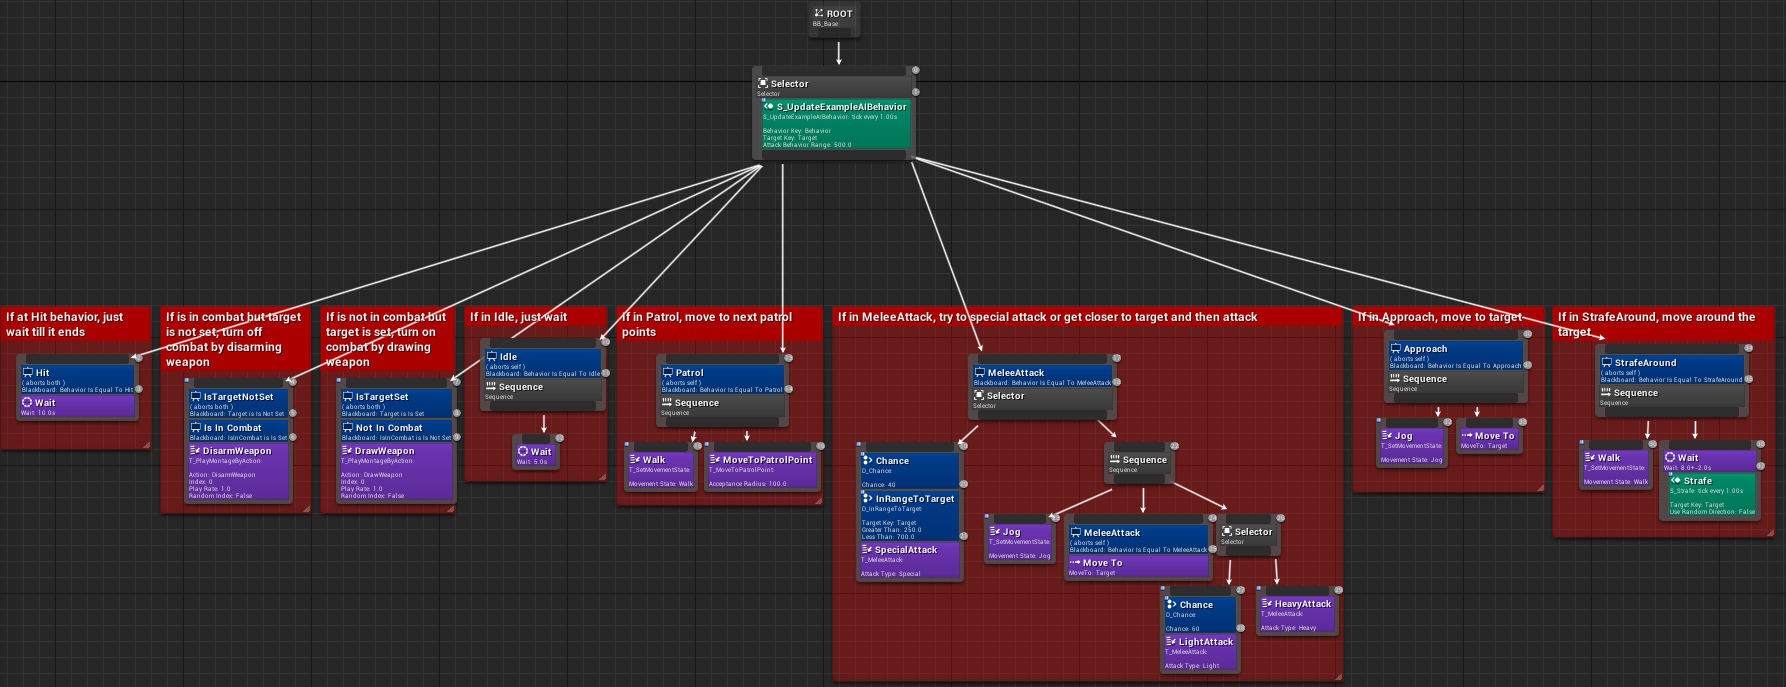 ROOT
BB_Base
Selector
Selector
S_UpdateExampleAIBehavior
S_UpdateExampleAIBehavior: tick every 1.00s
Behavior Key: Behavior
Target Key: Target
Attack Behavior Range: 500.0
If at Hit behavior, just
wait till it ends
Hit
( aborts both )
Blackboard: Behavior Is Equal To Hit
Wait
Wait: 10.0s
If is in combat but target
is not set, turn off
combat by disarming
weapon
IsTargetNotSet
( aborts both )
Blackboard: Target is Is Not Set
Is In Combat
Blackboard: IsInCombat is Is Set
DisarmWeapon
T_PlayMontageByAction:
Action: DisarmWeapon
Index: 0
Play Rate: 1.0
Random Index: False
If is not in combat but
target is set, turn on
combat by drawing
weapon
IsTargetSet
( aborts both )
Blackboard: Target is Is Set
Not In Combat
Blackboard: IsInCombat is Is Not Set
DrawWeapon
T_PlayMontageByAction:
Action: DrawWeapon
Index: 0
Play Rate: 1.0
Random Index: False
If in Idle, just wait
Idle
( aborts self )
Blackboard: Behavior Is Equal To Idle
Sequence
Sequence
Wait
Wait: 5.0s
If in Patrol, move to next patrol
points
Patrol
( aborts self )
Blackboard: Behavior Is Equal To Patrol
Sequence
Sequence
Walk
T_SetMovementState:
Movement State: Walk
MoveToPatrolPoint
T_MoveToPatrolPoint:
Acceptance Radius: 100.0
If in MeleeAttack, try to special attack or get closer to target and then attack
MeleeAttack
Blackboard: Behavior Is Equal To MeleeAttack
Selector
Selector
Chance
D_Chance
Chance: 40
InRangeToTarget
D_InRangeToTarget
Target Key: Target
Greater Than: 250.0
Less Than: 700.0
SpecialAttack
T_MeleeAttack:
Attack Type: Special
Sequence
Sequence
Jog
T_SetMovementState:
Movement State: Jog
MeleeAttack
( aborts self )
Blackboard: Behavior Is Equal To MeleeAttack
Move To
MoveTo: Target
Selector
Selector
Chance
D_Chance
Chance: 60
LightAttack
T_MeleeAttack:
Attack Type: Light
HeavyAttack
T_MeleeAttack:
Attack Type: Heavy
If in Approach, move to target
Approach
( aborts self )
Blackboard: Behavior Is Equal To Approach
Sequence
Sequence
Jog
T_SetMovementState:
Movement State: Jog
Move To
MoveTo: Target
If in StrafeAround, move around the
target
StrafeAround
( aborts self )
Blackboard: Behavior Is Equal To StrafeAround
Sequence
Sequence
Walk
T_SetMovementState:
Movement State: Walk
Wait
Wait: 8.0+-2.0s
Strafe
S_Strafe: tick every 1.00s
Target Key: Target
Use Random Direction: False